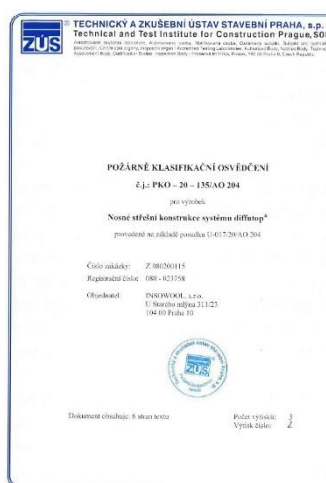 ZÚS
TECHNICKÝ A ZKUŠEBNÍ ÚSTAV STAVEBNÍ PRAHA, s.p.
Technical and Test Institute for Construction Prague, SOE
POŽÁRNĚ KLASIFIKAČNÍ OSVĚDČENÍ
č.j.: PKO – 20 – 135/AO 204
pro výrobek
Nosné střešní konstrukce systému diffutop®
provedené na základě posudku U-017/20/AO 204
Číslo zakázky: Z 080200115
Registrační číslo: 080 - 023758
Objednatel: INSOWOOL, s.r.o.
U Starého mlýna 311/23
104 00 Praha 10
ZÚS
Dokument obsahuje: 6 stran textu
Počet výtisků: 3
Výtisk číslo: 2